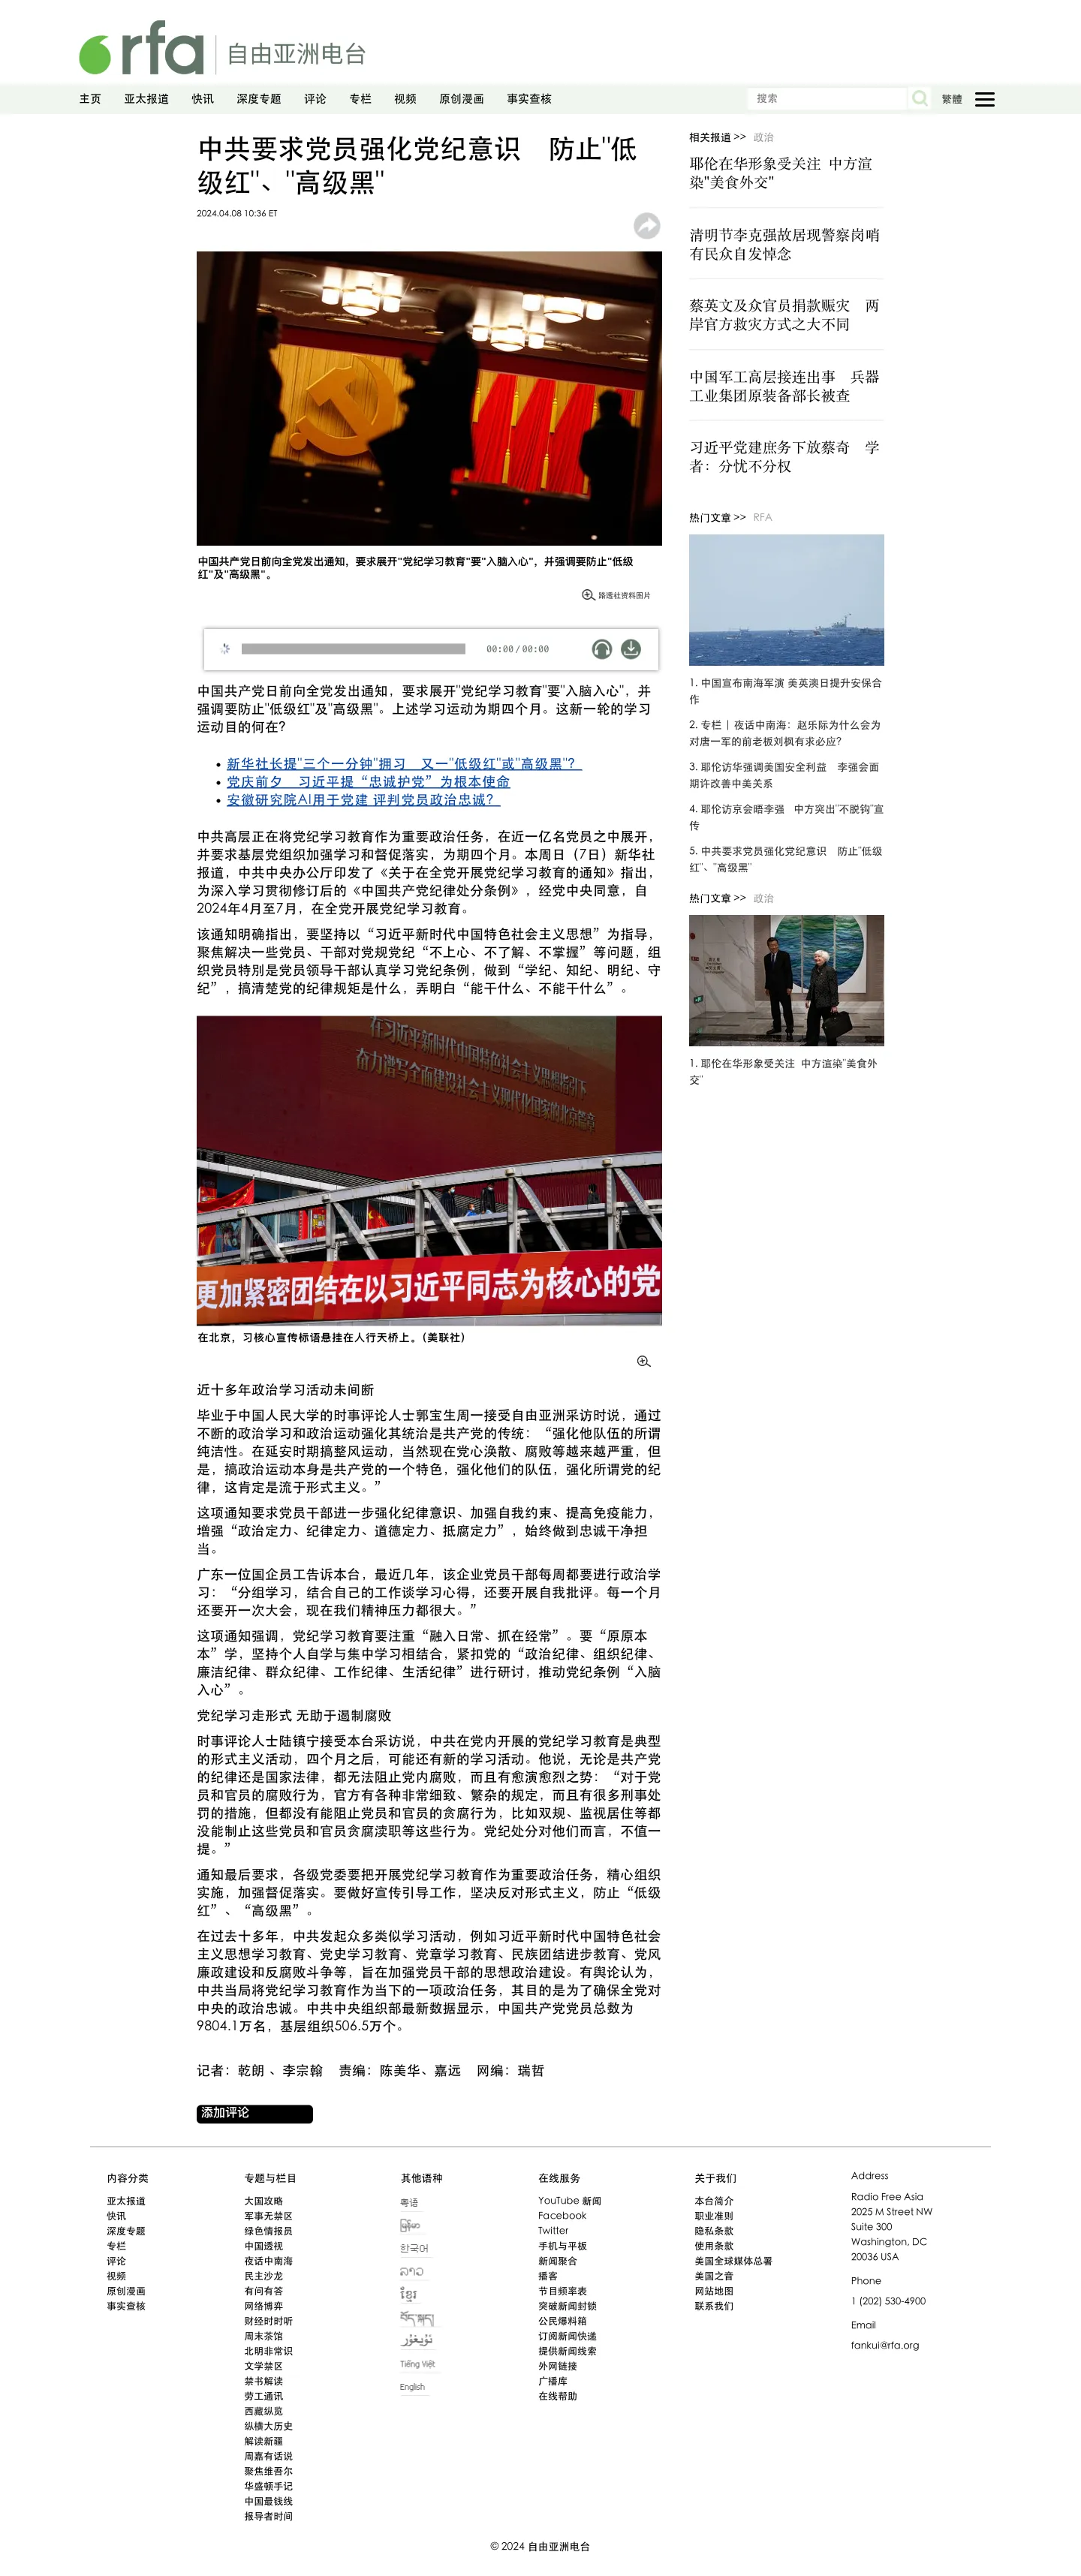 rfa 自由亚洲电台
主页 亚太报道 快讯 深度专题 评论 专栏 视频 原创漫画 事实查核 搜索 繁體
中共要求党员强化党纪意识　防止"低
级红"、"高级黑"
2024.04.08 10:36 ET
中国共产党日前向全党发出通知，要求展开"党纪学习教育"要"入脑入心"，并强调要防止"低级
红"及"高级黑"。
路透社资料图片
00:00 / 00:00
中国共产党日前向全党发出通知，要求展开"党纪学习教育"要"入脑入心"，并
强调要防止"低级红"及"高级黑"。上述学习运动为期四个月。这新一轮的学习
运动目的何在？
新华社长提"三个一分钟"拥习　又一"低级红"或"高级黑"？
党庆前夕　习近平提“忠诚护党”为根本使命
安徽研究院AI用于党建 评判党员政治忠诚？
中共高层正在将党纪学习教育作为重要政治任务，在近一亿名党员之中展开，
并要求基层党组织加强学习和督促落实，为期四个月。本周日（7日）新华社
报道，中共中央办公厅印发了《关于在全党开展党纪学习教育的通知》指出，
为深入学习贯彻修订后的《中国共产党纪律处分条例》，经党中央同意，自
2024年4月至7月，在全党开展党纪学习教育。
该通知明确指出，要坚持以“习近平新时代中国特色社会主义思想”为指导，
聚焦解决一些党员、干部对党规党纪“不上心、不了解、不掌握”等问题，组
织党员特别是党员领导干部认真学习党纪条例，做到“学纪、知纪、明纪、守
纪”，搞清楚党的纪律规矩是什么，弄明白“能干什么、不能干什么”。
在习近平新时代中国特色社会主义思想指引下
奋力谱写全面建设社会主义现代化国家的北京篇章
更加紧密团结在以习近平同志为核心的党
在北京，习核心宣传标语悬挂在人行天桥上。(美联社)
近十多年政治学习活动未间断
毕业于中国人民大学的时事评论人士郭宝生周一接受自由亚洲采访时说，通过
不断的政治学习和政治运动强化其统治是共产党的传统：“强化他队伍的所谓
纯洁性。在延安时期搞整风运动，当然现在党心涣散、腐败等越来越严重，但
是，搞政治运动本身是共产党的一个特色，强化他们的队伍，强化所谓党的纪
律，这肯定是流于形式主义。”
这项通知要求党员干部进一步强化纪律意识、加强自我约束、提高免疫能力，
增强“政治定力、纪律定力、道德定力、抵腐定力”，始终做到忠诚干净担
当。
广东一位国企员工告诉本台，最近几年，该企业党员干部每周都要进行政治学
习：“分组学习，结合自己的工作谈学习心得，还要开展自我批评。每一个月
还要开一次大会，现在我们精神压力都很大。”
这项通知强调，党纪学习教育要注重“融入日常、抓在经常”。要“原原本
本”学，坚持个人自学与集中学习相结合，紧扣党的“政治纪律、组织纪律、
廉洁纪律、群众纪律、工作纪律、生活纪律”进行研讨，推动党纪条例“入脑
入心”。
党纪学习走形式 无助于遏制腐败
时事评论人士陆镇宁接受本台采访说，中共在党内开展的党纪学习教育是典型
的形式主义活动，四个月之后，可能还有新的学习活动。他说，无论是共产党
的纪律还是国家法律，都无法阻止党内腐败，而且有愈演愈烈之势：“对于党
员和官员的腐败行为，官方有各种非常细致、繁杂的规定，而且有很多刑事处
罚的措施，但都没有能阻止党员和官员的贪腐行为，比如双规、监视居住等都
没能制止这些党员和官员贪腐渎职等这些行为。党纪处分对他们而言，不值一
提。”
通知最后要求，各级党委要把开展党纪学习教育作为重要政治任务，精心组织
实施，加强督促落实。要做好宣传引导工作，坚决反对形式主义，防止“低级
红”、“高级黑”。
在过去十多年，中共发起众多类似学习活动，例如习近平新时代中国特色社会
主义思想学习教育、党史学习教育、党章学习教育、民族团结进步教育、党风
廉政建设和反腐败斗争等，旨在加强党员干部的思想政治建设。有舆论认为，
中共当局将党纪学习教育作为当下的一项政治任务，其目的是为了确保全党对
中央的政治忠诚。中共中央组织部最新数据显示，中国共产党党员总数为
9804.1万名，基层组织506.5万个。
记者：乾朗 、李宗翰　责编：陈美华、嘉远　网编：瑞哲
添加评论
相关报道 >> 政治
耶伦在华形象受关注 中方渲
染"美食外交"
清明节李克强故居现警察岗哨
有民众自发悼念
蔡英文及众官员捐款赈灾　两
岸官方救灾方式之大不同
中国军工高层接连出事　兵器
工业集团原装备部长被查
习近平党建庶务下放蔡奇　学
者：分忧不分权
热门文章 >> RFA
1. 中国宣布南海军演 美英澳日提升安保合
作
2. 专栏 | 夜话中南海：赵乐际为什么会为
对唐一军的前老板刘枫有求必应？
3. 耶伦访华强调美国安全利益　李强会面
期许改善中美关系
4. 耶伦访京会晤李强　中方突出"不脱钩"宣
传
5. 中共要求党员强化党纪意识　防止"低级
红"、"高级黑"
热门文章 >> 政治
1. 耶伦在华形象受关注 中方渲染"美食外
交"
内容分类
亚太报道
快讯
深度专题
专栏
评论
视频
原创漫画
事实查核
专题与栏目
大国攻略
军事无禁区
绿色情报员
中国透视
夜话中南海
民主沙龙
有问有答
网络博弈
财经时时听
周末茶馆
北明非常识
文学禁区
禁书解读
劳工通讯
西藏纵览
纵横大历史
解读新疆
周嘉有话说
聚焦维吾尔
华盛顿手记
中国最钱线
报导者时间
其他语种
粤语
မြန်မာ
한국어
ລາວ
ខ្មែរ
བོད་སྐད།
ئۇيغۇر
Tiếng Việt
English
在线服务
YouTube 新闻
Facebook
Twitter
手机与平板
新闻聚合
播客
节目频率表
突破新闻封锁
公民爆料箱
订阅新闻快递
提供新闻线索
外网链接
广播库
在线帮助
关于我们
本台简介
职业准则
隐私条款
使用条款
美国全球媒体总署
美国之音
网站地图
联系我们
Address
Radio Free Asia
2025 M Street NW
Suite 300
Washington, DC
20036 USA
Phone
1 (202) 530-4900
Email
fankui@rfa.org
© 2024 自由亚洲电台